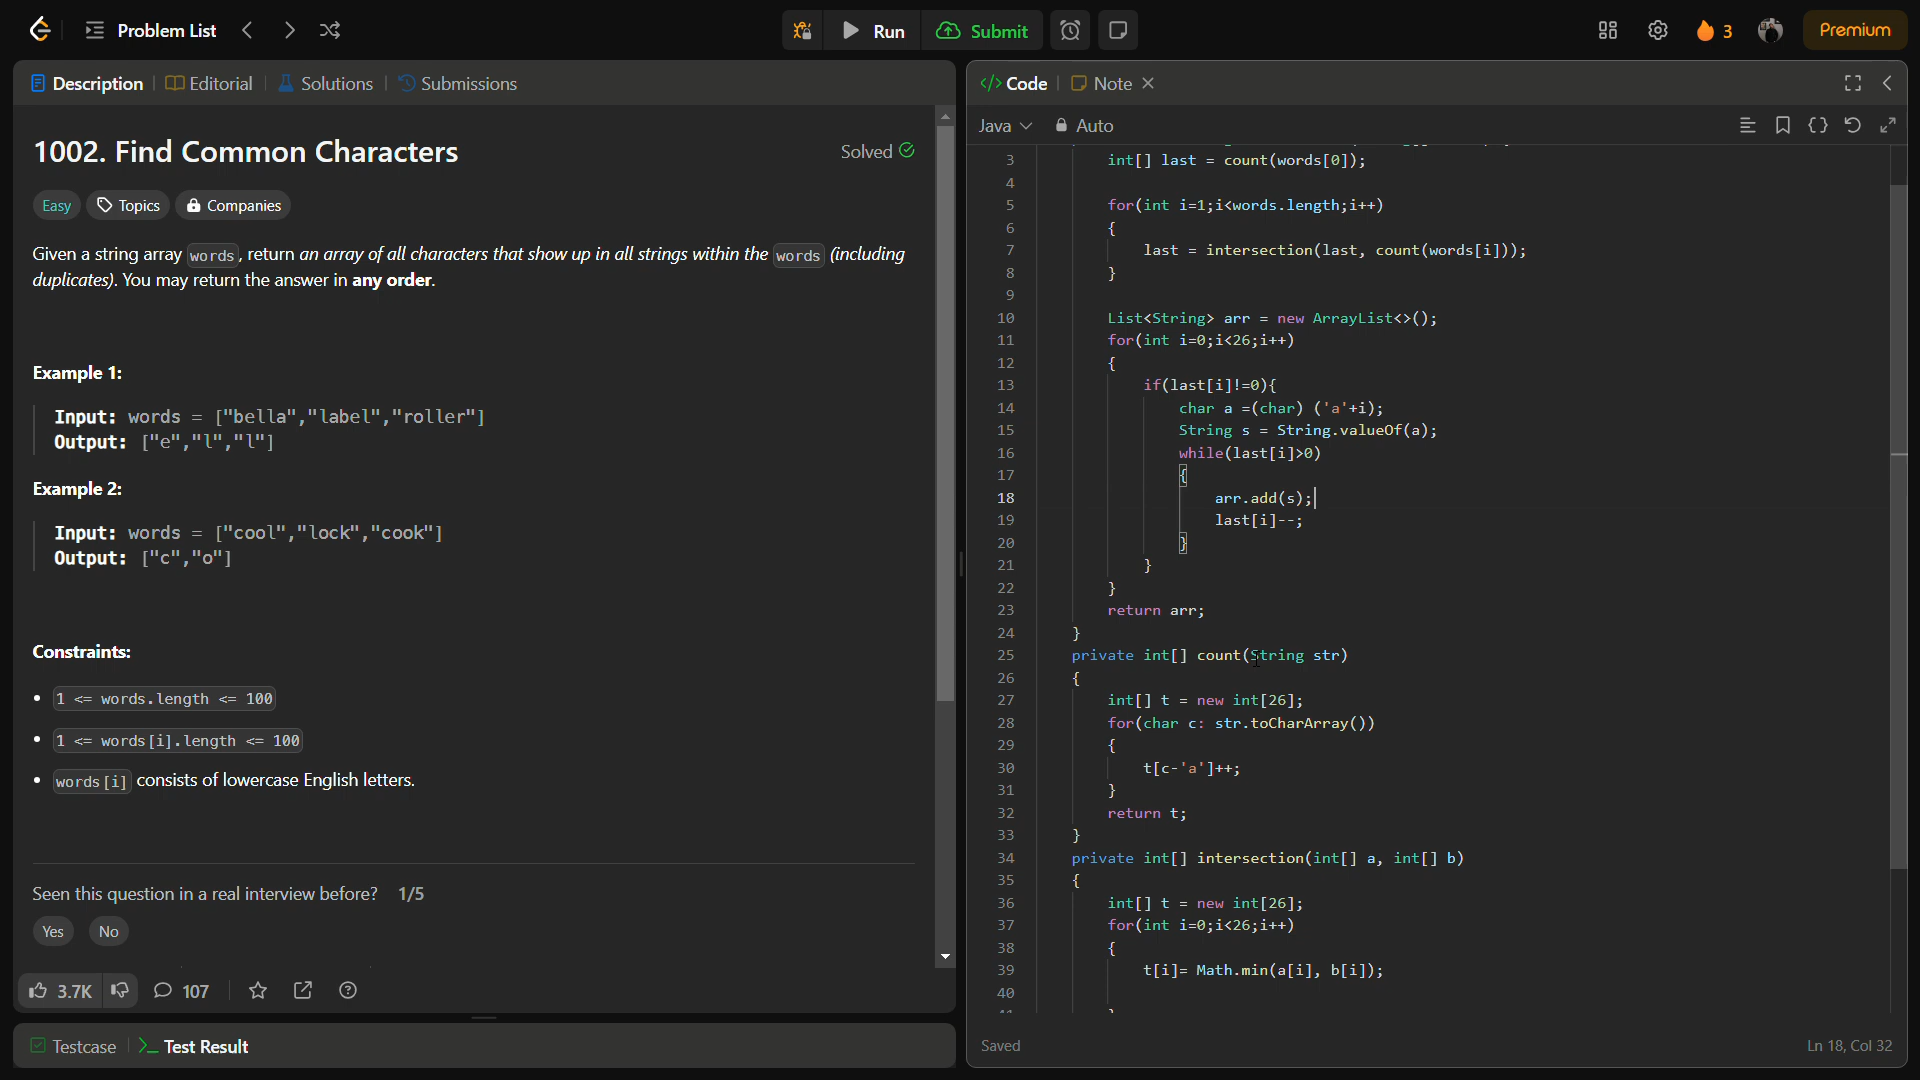 Problem List
Run
Submit
3
Premium
Description
Editorial
Solutions
Submissions
1002. Find Common Characters
Solved
Easy
Topics
Companies
Given a string array words, return an array of all characters that show up in all strings within the words (including
duplicates). You may return the answer in any order.
Example 1:
Input: words = ["bella","label","roller"]
Output: ["e","l","l"]
Example 2:
Input: words = ["cool","lock","cook"]
Output: ["c","o"]
Constraints:
• 1 <= words.length <= 100
• 1 <= words[i].length <= 100
• words[i] consists of lowercase English letters.
Seen this question in a real interview before? 1/5
Yes
No
3.7K
107
Testcase
Test Result
</> Code
Note
Java
Auto
3 int[] last = count(words[0]);
4
5 for(int i=1;i<words.length;i++)
6 {
7 last = intersection(last, count(words[i]));
8 }
9
10 List<String> arr = new ArrayList<>();
11 for(int i=0;i<26;i++)
12 {
13 if(last[i]!=0){
14 char a =(char) ('a'+i);
15 String s = String.valueOf(a);
16 while(last[i]>0)
17 {
18 arr.add(s);
19 last[i]--;
20 }
21 }
22 }
23 return arr;
24 }
25 private int[] count(String str)
26 {
27 int[] t = new int[26];
28 for(char c: str.toCharArray())
29 {
30 t[c-'a']++;
31 }
32 return t;
33 }
34 private int[] intersection(int[] a, int[] b)
35 {
36 int[] t = new int[26];
37 for(int i=0;i<26;i++)
38 {
39 t[i]= Math.min(a[i], b[i]);
40
Saved
Ln 18, Col 32